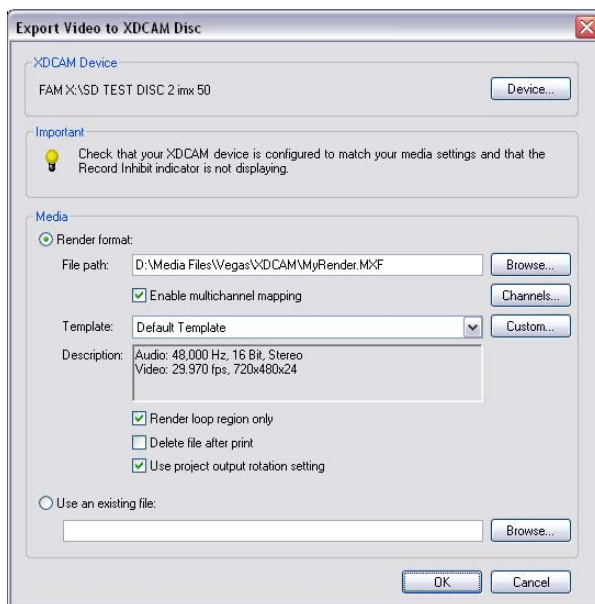 Export Video to XDCAM Disc
XDCAM Device
FAM X:\SD TEST DISC 2 imx 50
Device...
Important
Check that your XDCAM device is configured to match your media settings and that the
Record Inhibit indicator is not displaying.
Media
Render format:
File path:
D:\Media Files\Vegas\XDCAM\MyRender.MXF
Browse...
Enable multichannel mapping
Channels...
Template:
Default Template
Custom...
Description:
Audio: 48,000 Hz, 16 Bit, Stereo
Video: 29.970 fps, 720x480x24
Render loop region only
Delete file after print
Use project output rotation setting
Use an existing file:
Browse...
OK
Cancel